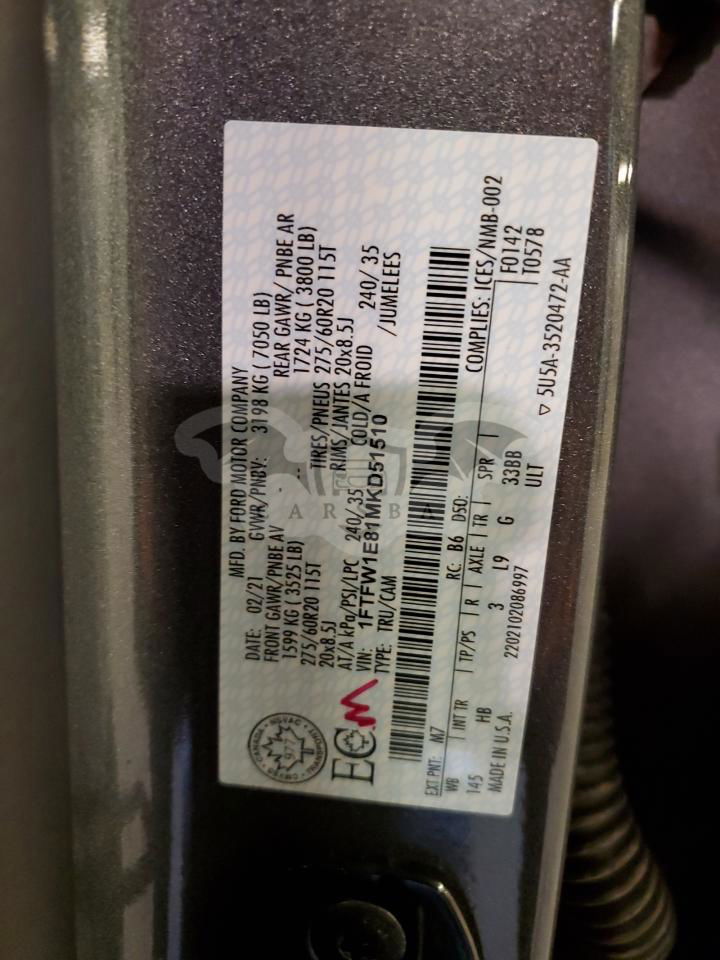 MFD. BY FORD MOTOR COMPANY
DATE: 02/21 GVWR/PNBV: 3198 KG ( 7050 LB)
FRONT GAWR/PNBE AV REAR GAWR/ PNBE AR
1599 KG ( 3525 LB) 1724 KG ( 3800 LB)
275/60R20 115T TIRES/PNEUS 275/60R20 115T
20x8.5J RIMS/JANTES 20x8.5J
AT/A kPa/PSI/LPC 240/ 35 COLD/A FROID 240/ 35
VIN: 1FTFW1E81MKD51510 /JUMELEES
TYPE: TRU/CAM
ECM
EXT PNT: M7 RC: B6 DSO: COMPLIES: ICES/NMB-002
WB INT TR TP/PS R AXLE TR SPR F0142
145 HB 3 L9 G 33BB T0578
MADE IN U.S.A. 2202102086997 ULT ▽ 5U5A-3520472-AA
CARCABA